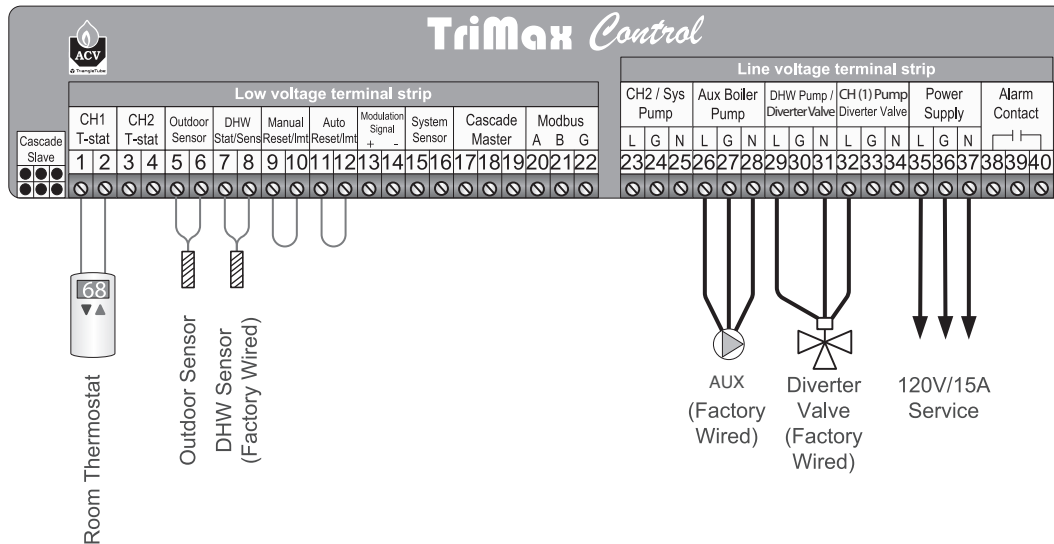 TriMax Control
ACV
TriangleTube
Low voltage terminal strip
Line voltage terminal strip
Cascade
Slave
CH1
T-stat
CH2
T-stat
Outdoor
Sensor
DHW
Stat/Sens
Manual
Reset/lmt
Auto
Reset/lmt
Modulation
Signal
+ -
System
Sensor
Cascade
Master
Modbus
A B G
CH2 / Sys
Pump
L G N
Aux Boiler
Pump
L G N
DHW Pump /
Diverter Valve
L G N
CH (1) Pump
Diverter Valve
L G N
Power
Supply
L G N
Alarm
Contact
1 2 3 4 5 6 7 8 9 10 11 12 13 14 15 16 17 18 19 20 21 22
23 24 25 26 27 28 29 30 31 32 33 34 35 36 37 38 39 40
68
Room Thermostat
Outdoor Sensor
DHW Sensor
(Factory Wired)
AUX
(Factory
Wired)
Diverter
Valve
(Factory
Wired)
120V/15A
Service